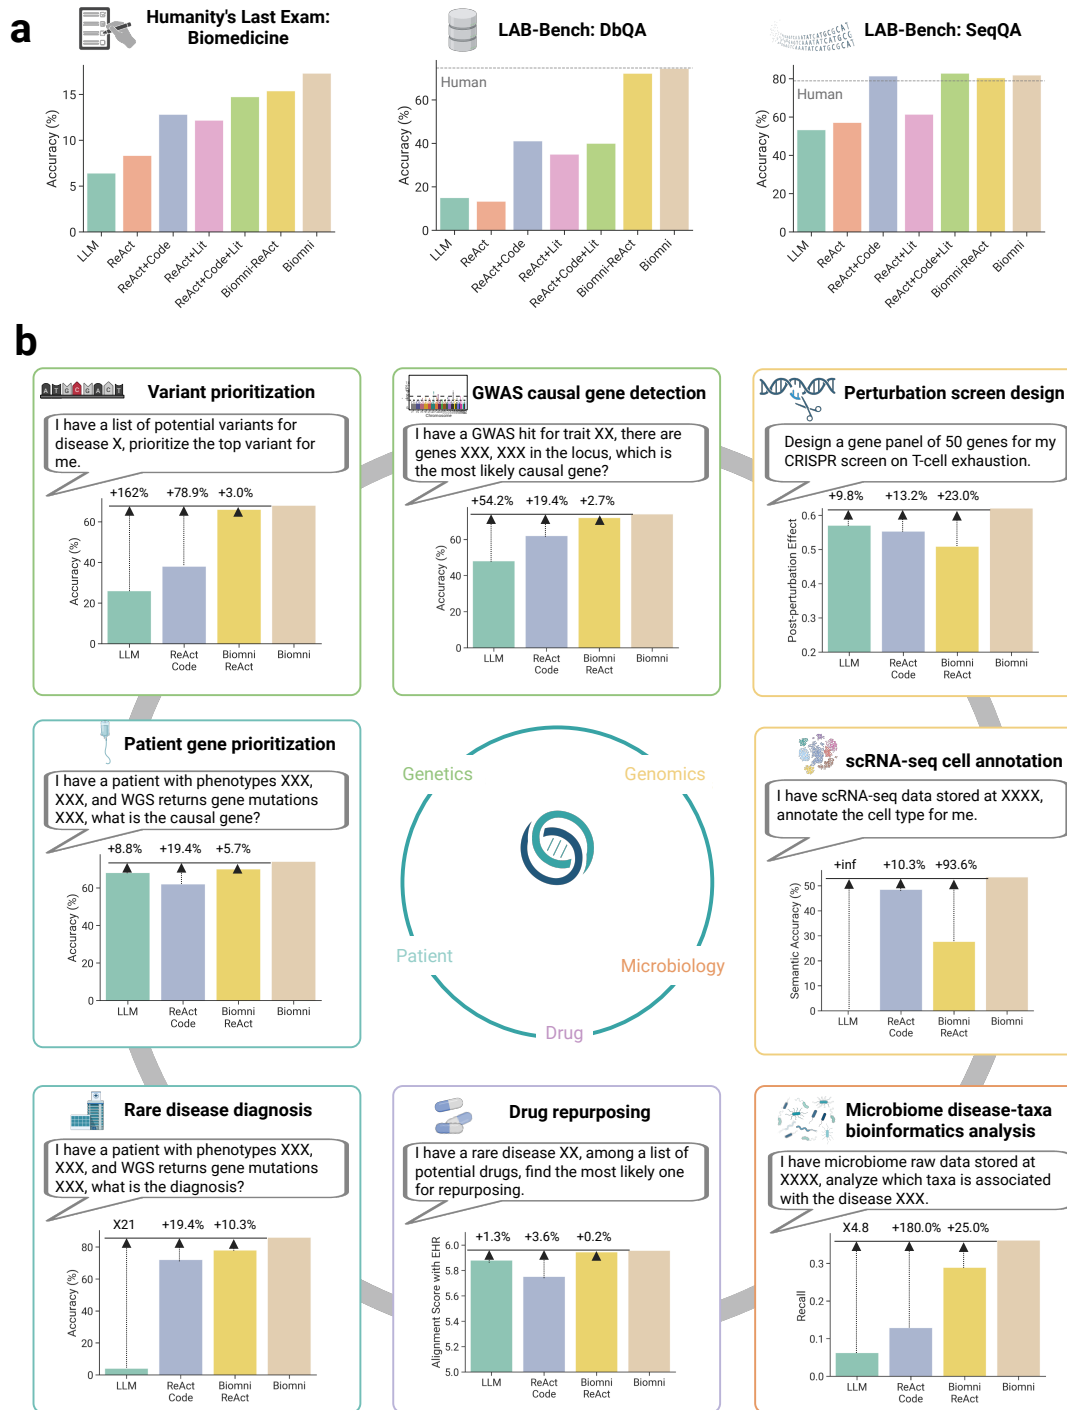 a
Humanity's Last Exam:
Biomedicine
LAB-Bench: DbQA
LAB-Bench: SeqQA
Accuracy (%)
15
10
5
0
LLM
ReAct
ReAct+Code
ReAct+Lit
ReAct+Code+Lit
Biomni-ReAct
Biomni
Accuracy (%)
Human
60
40
20
0
LLM
ReAct
ReAct+Code
ReAct+Lit
ReAct+Code+Lit
Biomni-ReAct
Biomni
Accuracy (%)
80
Human
60
40
20
0
LLM
ReAct
ReAct+Code
ReAct+Lit
ReAct+Code+Lit
Biomni-ReAct
Biomni
b
A T G C G A C T
Variant prioritization
I have a list of potential variants for
disease X, prioritize the top variant for
me.
+162% +78.9% +3.0%
Accuracy (%)
60
40
20
0
LLM
ReAct
Code
Biomni
ReAct
Biomni
GWAS causal gene detection
Chromosome
I have a GWAS hit for trait XX, there are
genes XXX, XXX in the locus, which is
the most likely causal gene?
+54.2% +19.4% +2.7%
Accuracy (%)
60
40
20
0
LLM
ReAct
Code
Biomni
ReAct
Biomni
Perturbation screen design
Design a gene panel of 50 genes for my
CRISPR screen on T-cell exhaustion.
+9.8% +13.2% +23.0%
Post-perturbation Effect
0.6
0.5
0.4
0.3
0.2
LLM
ReAct
Code
Biomni
ReAct
Biomni
Patient gene prioritization
I have a patient with phenotypes XXX,
XXX, and WGS returns gene mutations
XXX, what is the causal gene?
+8.8% +19.4% +5.7%
Accuracy (%)
60
40
20
0
LLM
ReAct
Code
Biomni
ReAct
Biomni
Genetics
Genomics
Patient
Microbiology
Drug
scRNA-seq cell annotation
I have scRNA-seq data stored at XXXX,
annotate the cell type for me.
+inf +10.3% +93.6%
Semantic Accuracy (%)
50
40
30
20
10
0
LLM
ReAct
Code
Biomni
ReAct
Biomni
Rare disease diagnosis
I have a patient with phenotypes XXX,
XXX, and WGS returns gene mutations
XXX, what is the diagnosis?
X21 +19.4% +10.3%
Accuracy (%)
80
60
40
20
0
LLM
ReAct
Code
Biomni
ReAct
Biomni
Drug repurposing
I have a rare disease XX, among a list of
potential drugs, find the most likely one
for repurposing.
+1.3% +3.6% +0.2%
Alignment Score with EHR
6.0
5.8
5.6
5.4
5.2
5.0
LLM
ReAct
Code
Biomni
ReAct
Biomni
Microbiome disease-taxa
bioinformatics analysis
I have microbiome raw data stored at
XXXX, analyze which taxa is associated
with the disease XXX.
X4.8 +180.0% +25.0%
Recall
0.3
0.2
0.1
0.0
LLM
ReAct
Code
Biomni
ReAct
Biomni